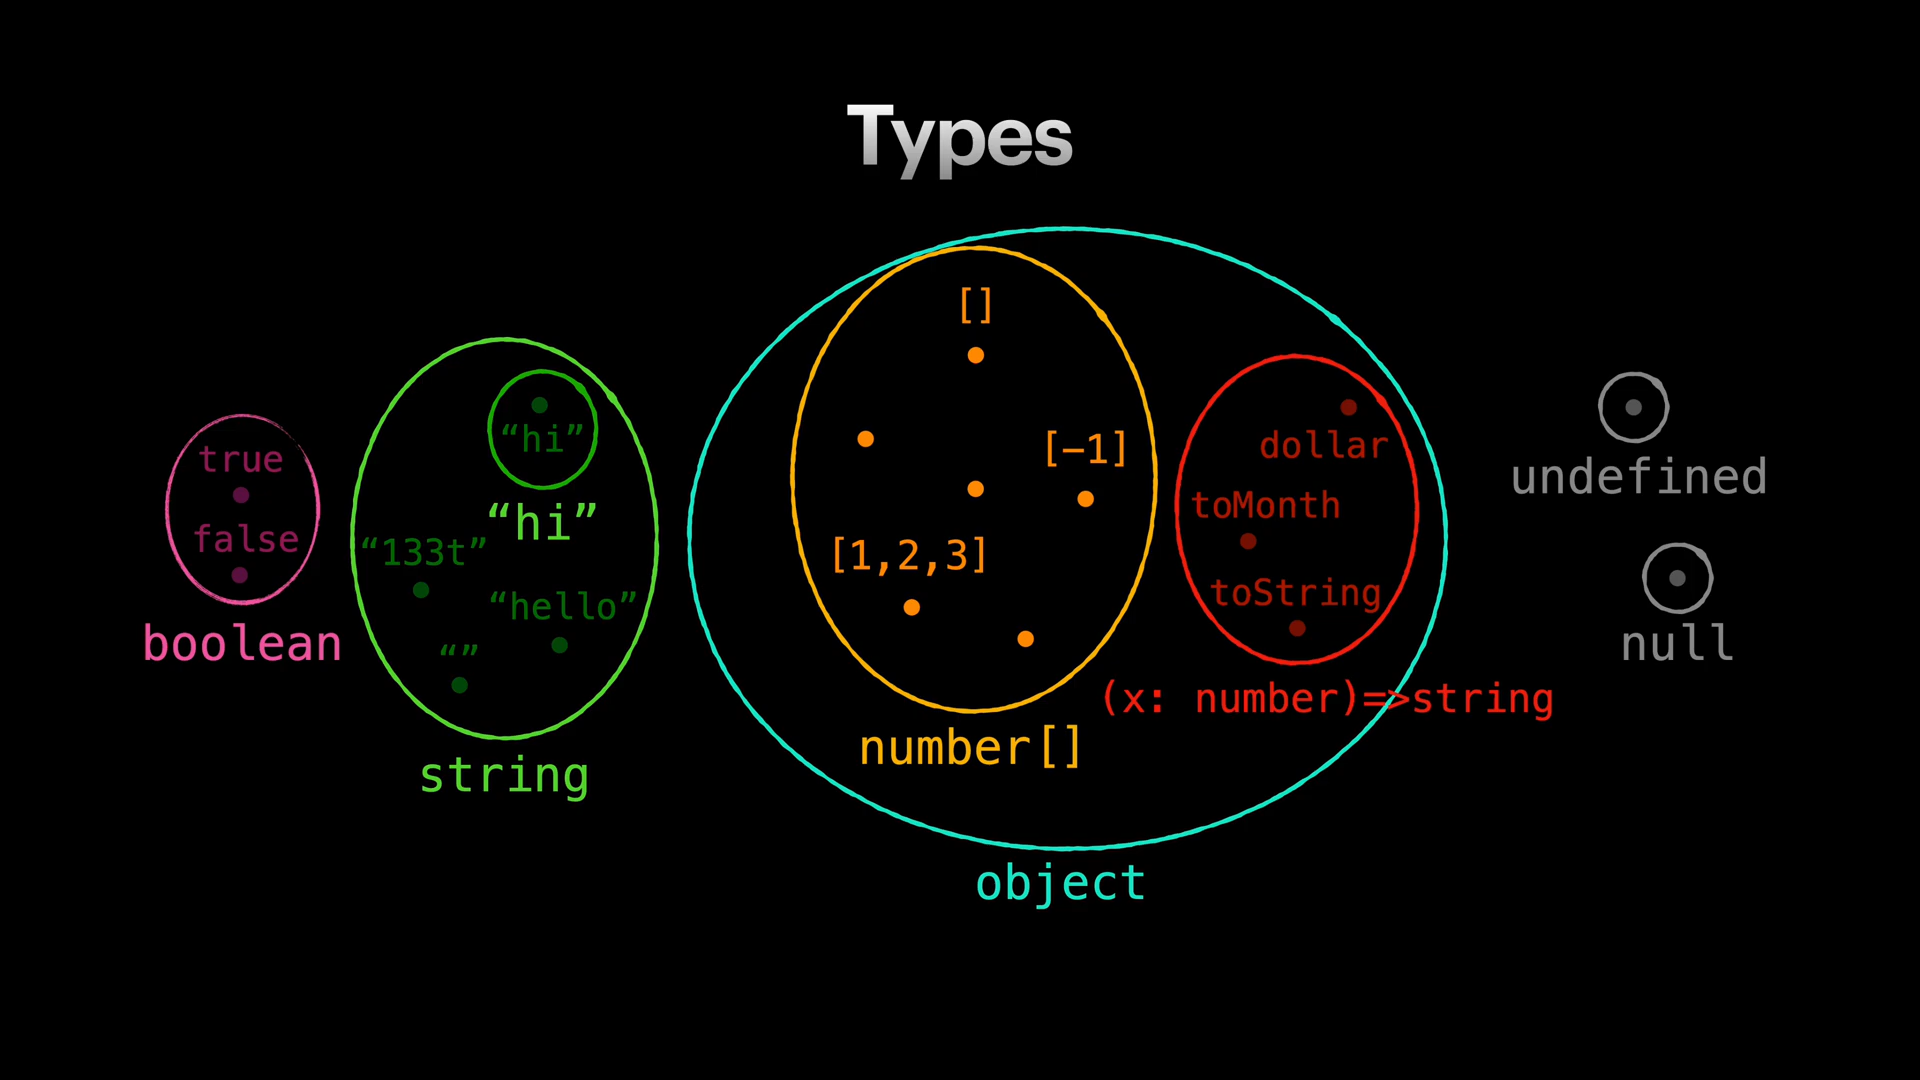 Types
true
false
boolean
“hi”
“hi”
“133t”
“hello”
“”
string
[]
[–1]
[1,2,3]
number[]
dollar
toMonth
toString
(x: number)=>string
object
undefined
null